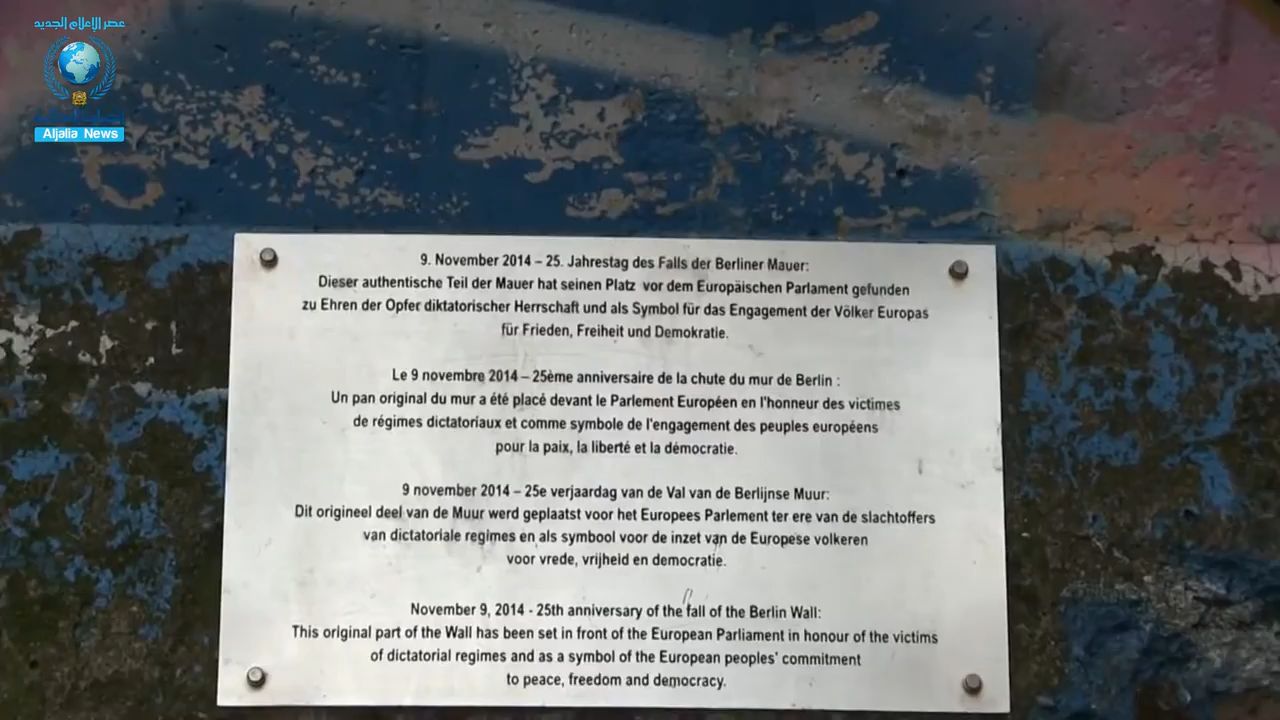 عصر الإعلام الجديد
Aljalia News
9. November 2014 – 25. Jahrestag des Falls der Berliner Mauer:
Dieser authentische Teil der Mauer hat seinen Platz vor dem Europäischen Parlament gefunden
zu Ehren der Opfer diktatorischer Herrschaft und als Symbol für das Engagement der Völker Europas
für Frieden, Freiheit und Demokratie.
Le 9 novembre 2014 – 25ème anniversaire de la chute du mur de Berlin :
Un pan original du mur a été placé devant le Parlement Européen en l'honneur des victimes
de régimes dictatoriaux et comme symbole de l'engagement des peuples européens
pour la paix, la liberté et la démocratie.
9 november 2014 – 25e verjaardag van de Val van de Berlijnse Muur:
Dit origineel deel van de Muur werd geplaatst voor het Europees Parlement ter ere van de slachtoffers
van dictatoriale regimes en als symbool voor de inzet van de Europese volkeren
voor vrede, vrijheid en democratie.
November 9, 2014 - 25th anniversary of the fall of the Berlin Wall:
This original part of the Wall has been set in front of the European Parliament in honour of the victims
of dictatorial regimes and as a symbol of the European peoples' commitment
to peace, freedom and democracy.